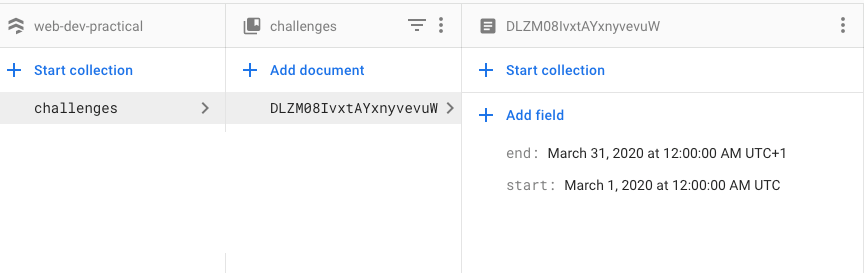 web-dev-practical
Start collection
challenges
challenges
Add document
DLZM08IvxtAYxnyvevuW
DLZM08IvxtAYxnyvevuW
Start collection
Add field
end: March 31, 2020 at 12:00:00 AM UTC+1
start: March 1, 2020 at 12:00:00 AM UTC